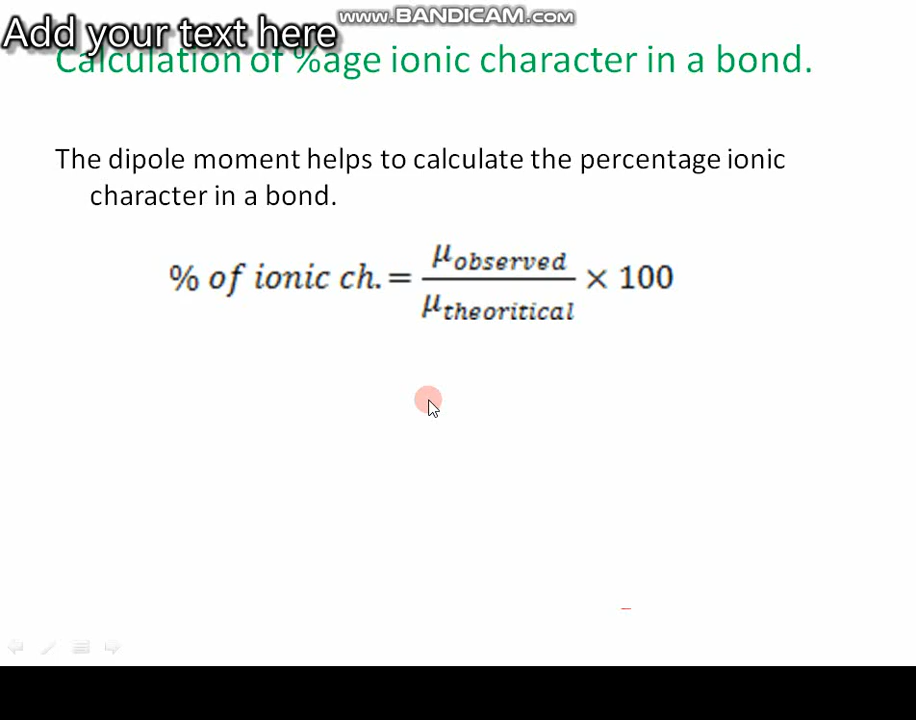 www.BANDICAM.com
Add your text here
Calculation of %age ionic character in a bond.
The dipole moment helps to calculate the percentage ionic
character in a bond.
% of ionic ch. = μobserved / μtheoritical × 100